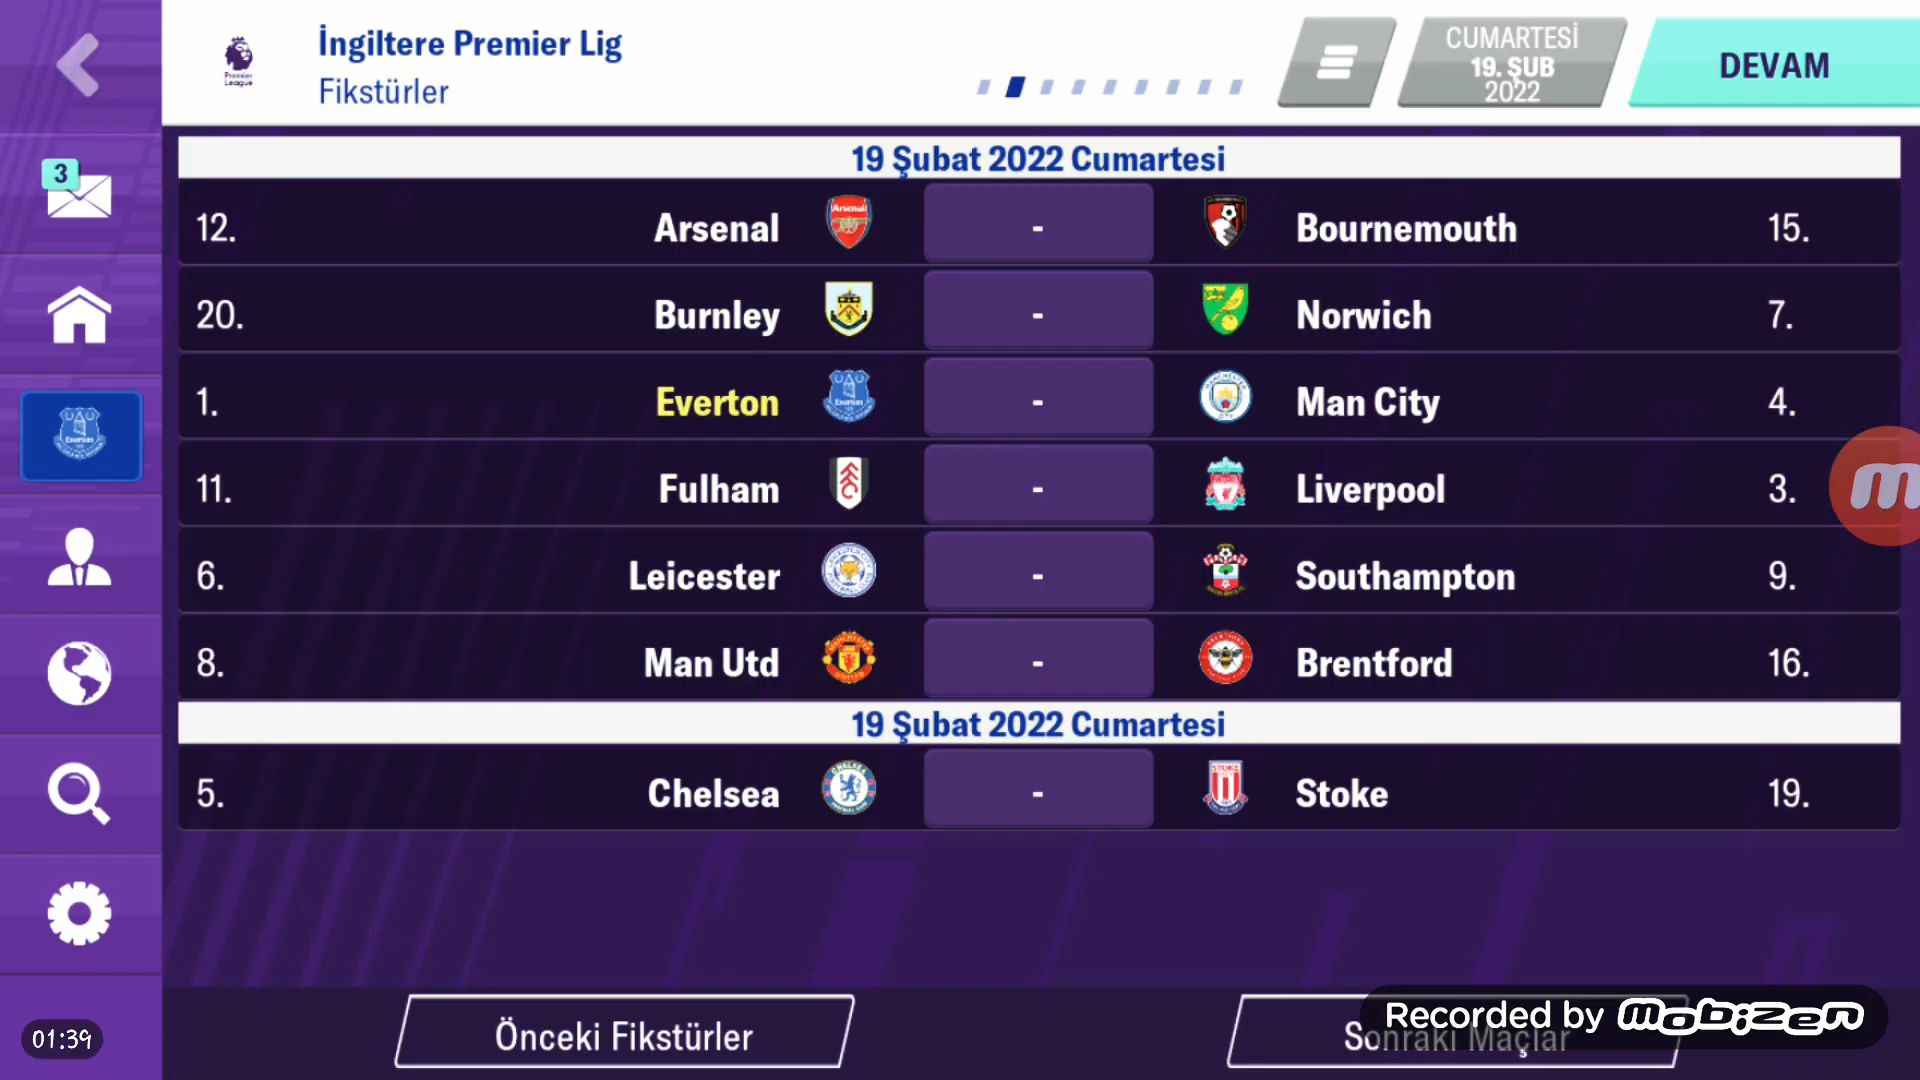 İngiltere Premier Lig
Fikstürler
Premier League
CUMARTESİ
19. ŞUB
2022
DEVAM
3
19 Şubat 2022 Cumartesi
12. Arsenal - Bournemouth 15.
20. Burnley - Norwich 7.
1. Everton - Man City 4.
11. Fulham - Liverpool 3.
6. Leicester - Southampton 9.
8. Man Utd - Brentford 16.
19 Şubat 2022 Cumartesi
5. Chelsea - Stoke 19.
01:39
Önceki Fikstürler
Sonraki Maçlar
Recorded by mobizen